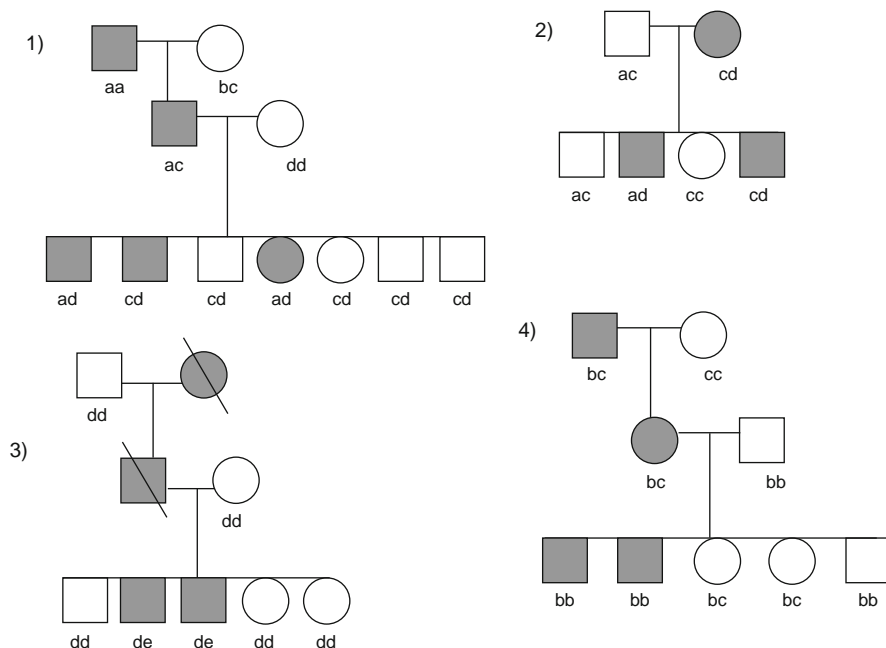 1)
aa bc
ac dd
ad cd cd ad cd cd cd
2)
ac cd
ac ad cc cd
3)
dd
dd
dd de de dd dd
4)
bc cc
bc bb
bb bb bc bc bb